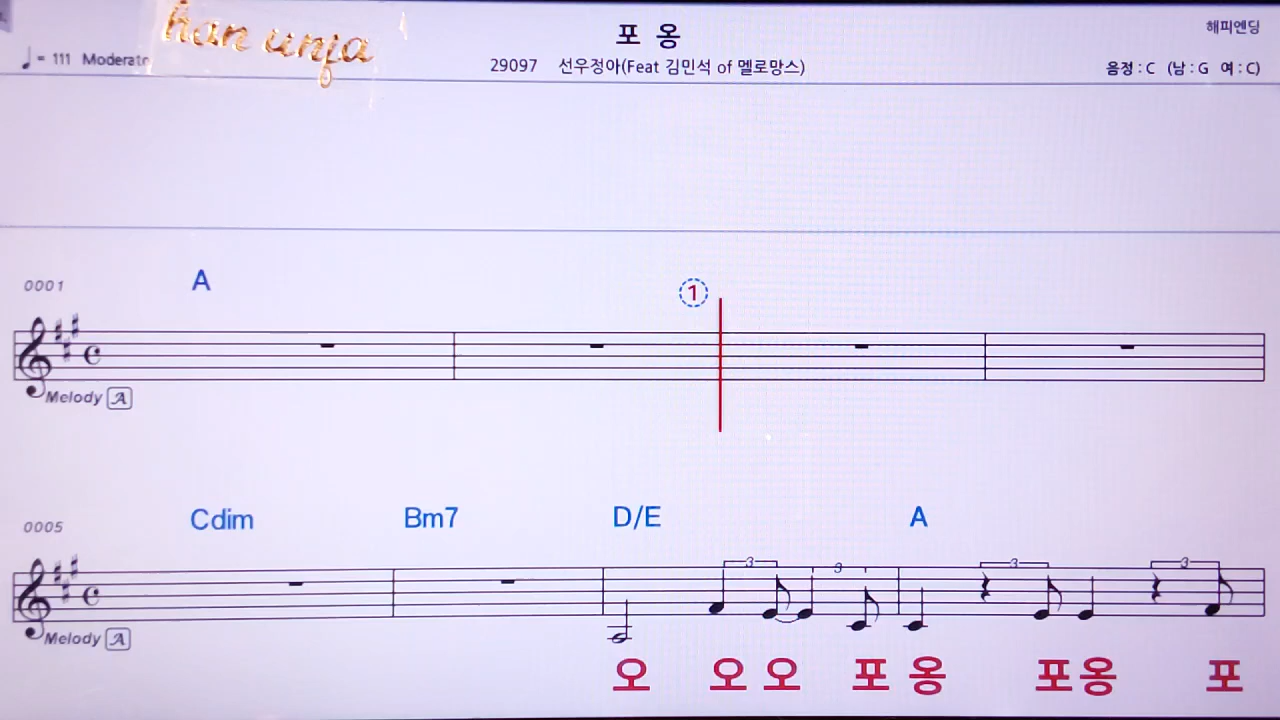 han unja
포 옹
해피엔딩
♩= 111 Moderato
29097 선우정아(Feat 김민석 of 멜로망스)
음정 : C (남 : G 여 : C)
0001 A 1
Melody A
0005 Cdim Bm7 D/E A
3 3 3 3
Melody A
오 오 오 포 옹 포 옹 포